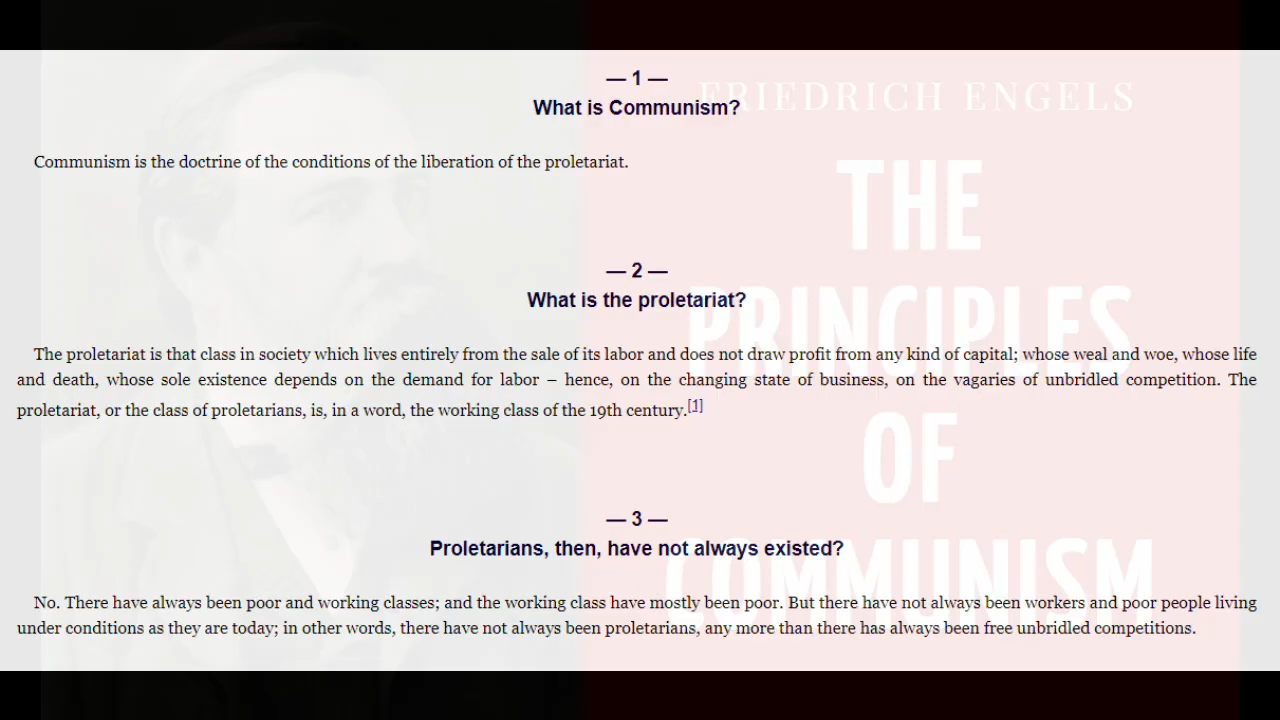 — 1 —
What is Communism?
FRIEDRICH ENGELS
Communism is the doctrine of the conditions of the liberation of the proletariat.
THE
— 2 —
What is the proletariat?
PRINCIPLES
The proletariat is that class in society which lives entirely from the sale of its labor and does not draw profit from any kind of capital; whose weal and woe, whose life
and death, whose sole existence depends on the demand for labor – hence, on the changing state of business, on the vagaries of unbridled competition. The
proletariat, or the class of proletarians, is, in a word, the working class of the 19th century.[1]
OF
— 3 —
Proletarians, then, have not always existed?
COMMUNISM
No. There have always been poor and working classes; and the working class have mostly been poor. But there have not always been workers and poor people living
under conditions as they are today; in other words, there have not always been proletarians, any more than there has always been free unbridled competitions.